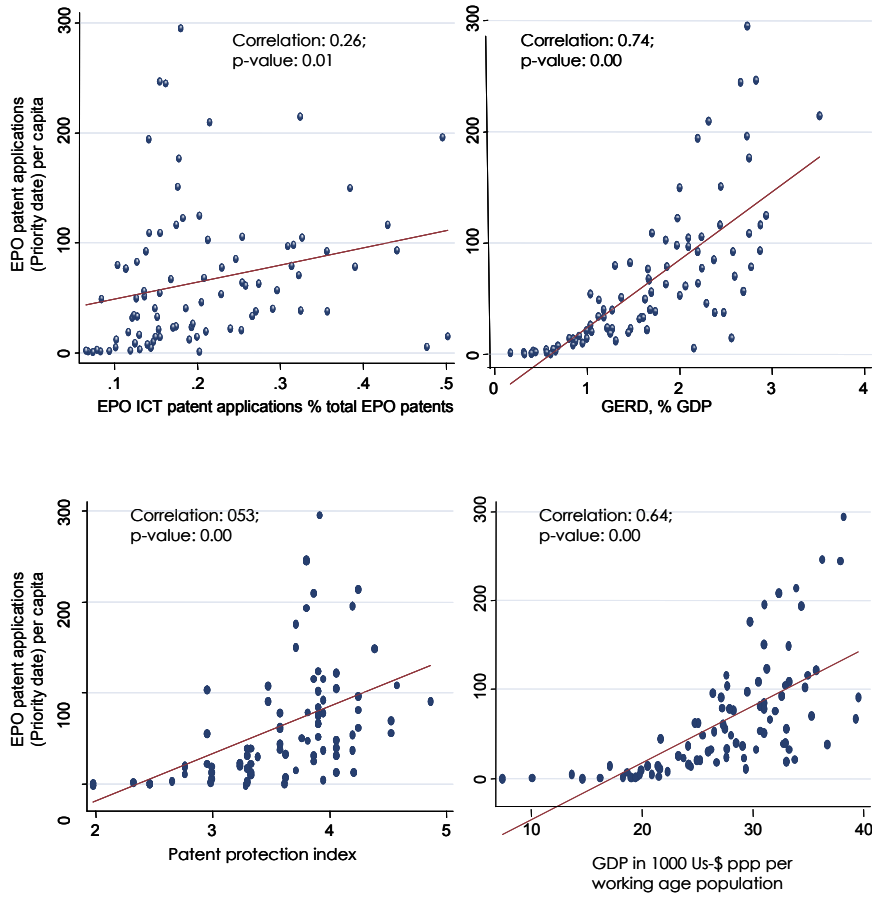 Correlation: 0.26;
p-value: 0.01
EPO patent applications
(Priority date) per capita
300
200
100
0
.1 .2 .3 .4 .5
EPO ICT patent applications % total EPO patents
Correlation: 0.74;
p-value: 0.00
300
200
100
0
0 1 2 3 4
GERD, % GDP
Correlation: 053;
p-value: 0.00
EPO patent applications
(Priority date) per capita
300
200
100
0
2 3 4 5
Patent protection index
Correlation: 0.64;
p-value: 0.00
300
200
100
0
10 20 30 40
GDP in 1000 Us-$ ppp per
working age population